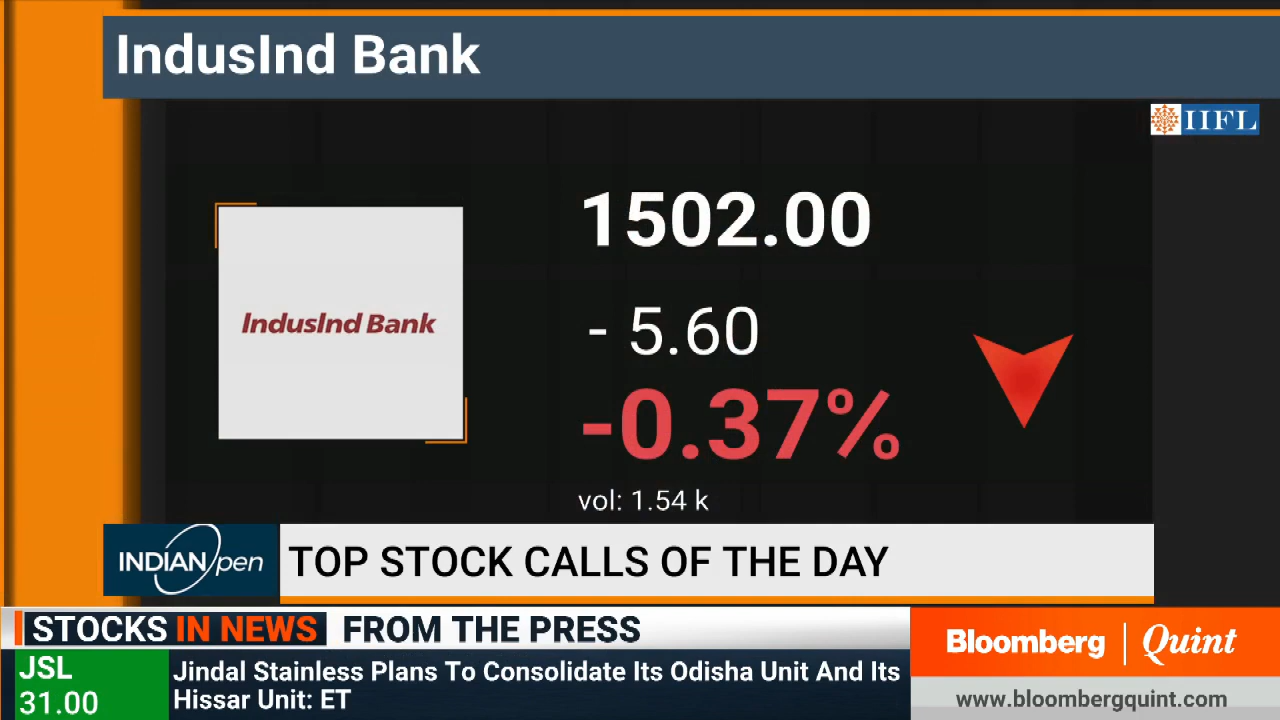 IndusInd Bank
IIFL
1502.00
IndusInd Bank
- 5.60
-0.37%
vol: 1.54 k
INDIAN Open
TOP STOCK CALLS OF THE DAY
STOCKS IN NEWS FROM THE PRESS
JSL
31.00
Jindal Stainless Plans To Consolidate Its Odisha Unit And Its
Hissar Unit: ET
Bloomberg | Quint
www.bloombergquint.com